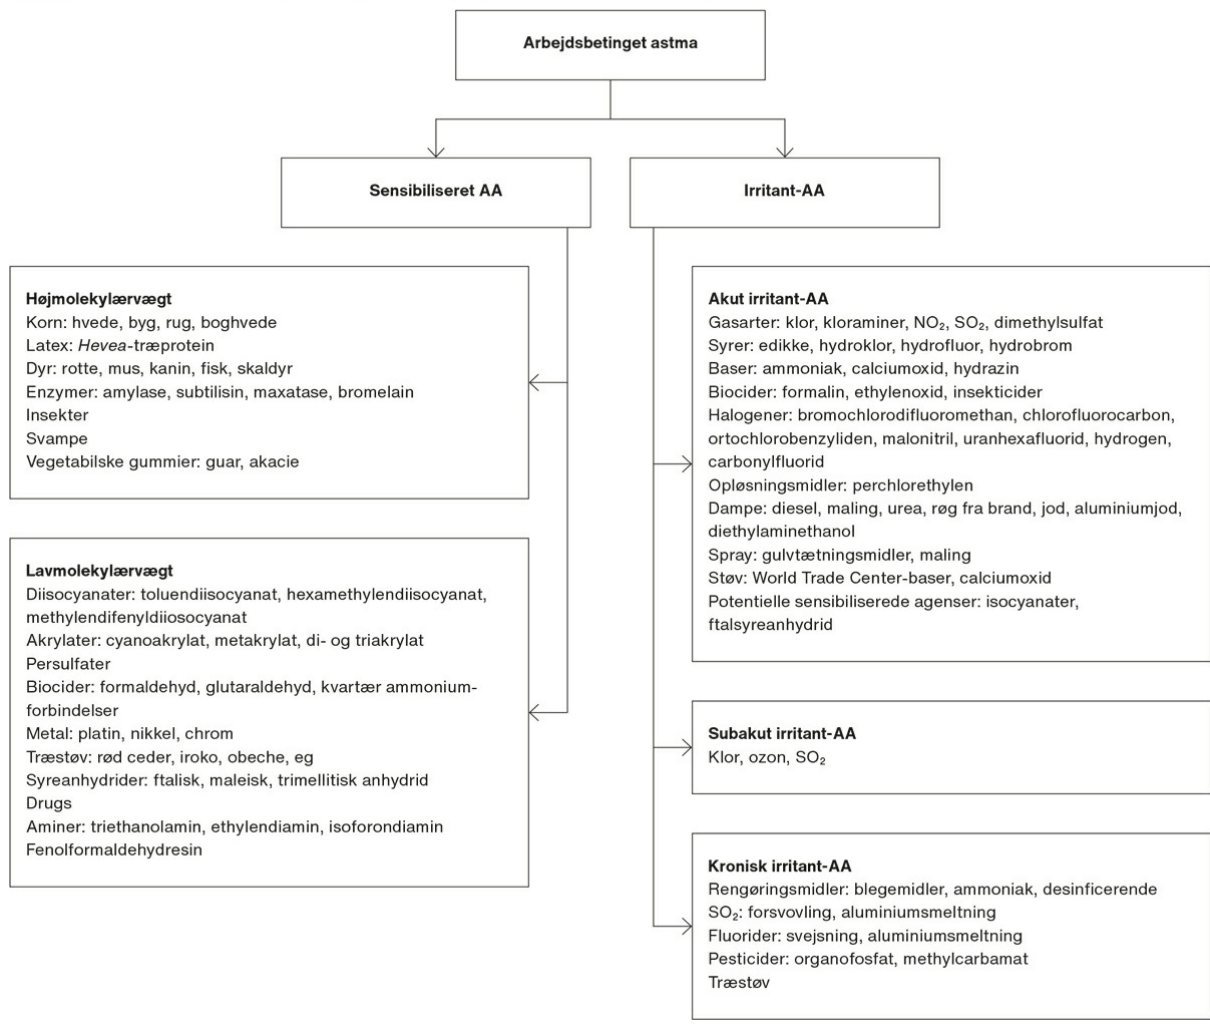 Arbejdsbetinget astma
Sensibiliseret AA
Irritant-AA
Højmolekylærvægt
Korn: hvede, byg, rug, boghvede
Latex: Hevea-træprotein
Dyr: rotte, mus, kanin, fisk, skaldyr
Enzymer: amylase, subtilisin, maxatase, bromelain
Insekter
Svampe
Vegetabilske gummier: guar, akacie
Lavmolekylærvægt
Diisocyanater: toluendiisocyanat, hexamethylendiisocyanat,
methylendifenyldiiosocyanat
Akrylater: cyanoakrylat, metakrylat, di- og triakrylat
Persulfater
Biocider: formaldehyd, glutaraldehyd, kvartær ammonium-
forbindelser
Metal: platin, nikkel, chrom
Træstøv: rød ceder, iroko, obeche, eg
Syreanhydrider: ftalisk, maleisk, trimellitisk anhydrid
Drugs
Aminer: triethanolamin, ethylendiamin, isoforondiamin
Fenolformaldehydresin
Akut irritant-AA
Gasarter: klor, kloraminer, NO₂, SO₂, dimethylsulfat
Syrer: edikke, hydroklor, hydrofluor, hydrobrom
Baser: ammoniak, calciumoxid, hydrazin
Biocider: formalin, ethylenoxid, insekticider
Halogener: bromochlorodifluoromethan, chlorofluorocarbon,
ortochlorobenzyliden, malonitril, uranhexafluorid, hydrogen,
carbonylfluorid
Opløsningsmidler: perchlorethylen
Dampe: diesel, maling, urea, røg fra brand, jod, aluminiumjod,
diethylaminethanol
Spray: gulvtætningsmidler, maling
Støv: World Trade Center-baser, calciumoxid
Potentielle sensibiliserede agenser: isocyanater,
ftalsyreanhydrid
Subakut irritant-AA
Klor, ozon, SO₂
Kronisk irritant-AA
Rengøringsmidler: blegemidler, ammoniak, desinficerende
SO₂: forsvovling, aluminiumsmeltning
Fluorider: svejsning, aluminiumsmeltning
Pesticider: organofosfat, methylcarbamat
Træstøv